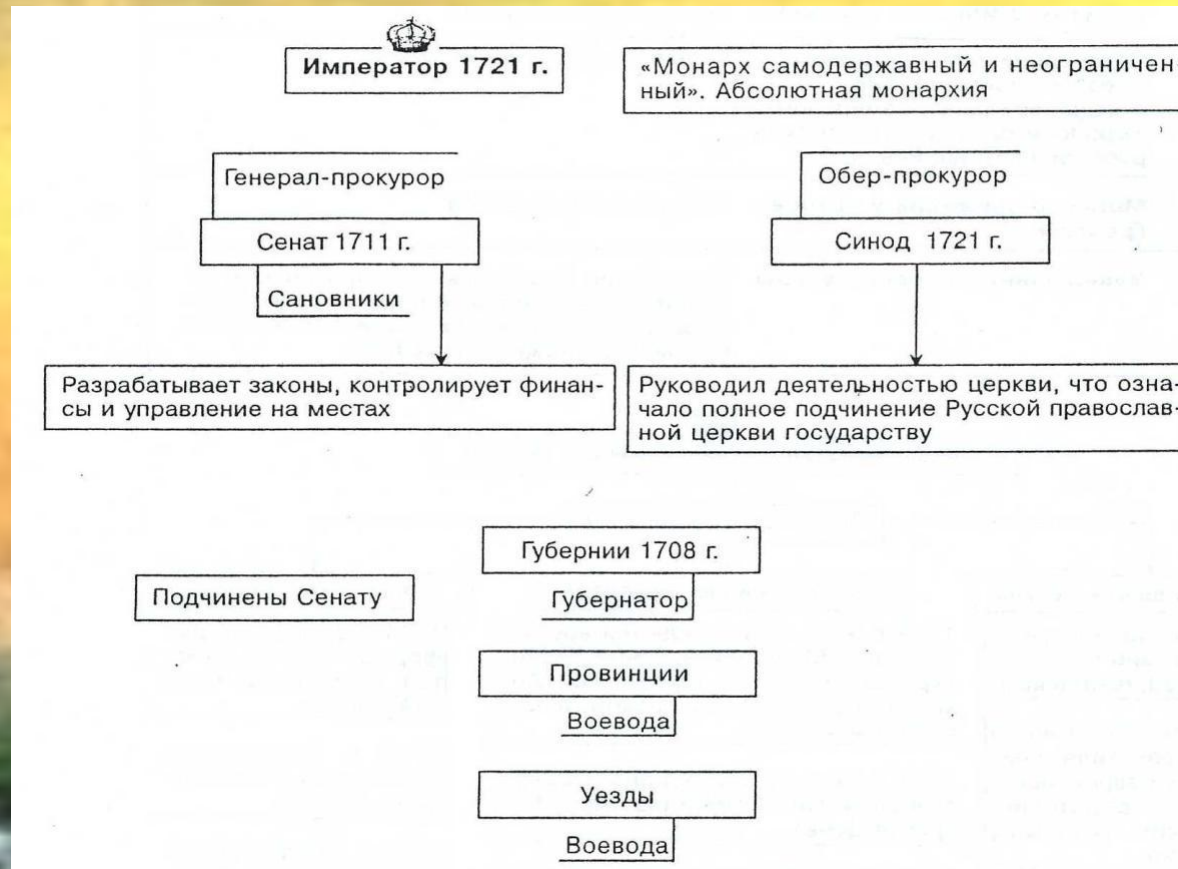 Император 1721 г.
«Монарх самодержавный и неограничен-
ный». Абсолютная монархия
Генерал-прокурор
Сенат 1711 г.
Сановники
Обер-прокурор
Синод 1721 г.
Разрабатывает законы, контролирует финан-
сы и управление на местах
Руководил деятельностью церкви, что озна-
чало полное подчинение Русской православ-
ной церкви государству
Губернии 1708 г.
Подчинены Сенату
Губернатор
Провинции
Воевода
Уезды
Воевода